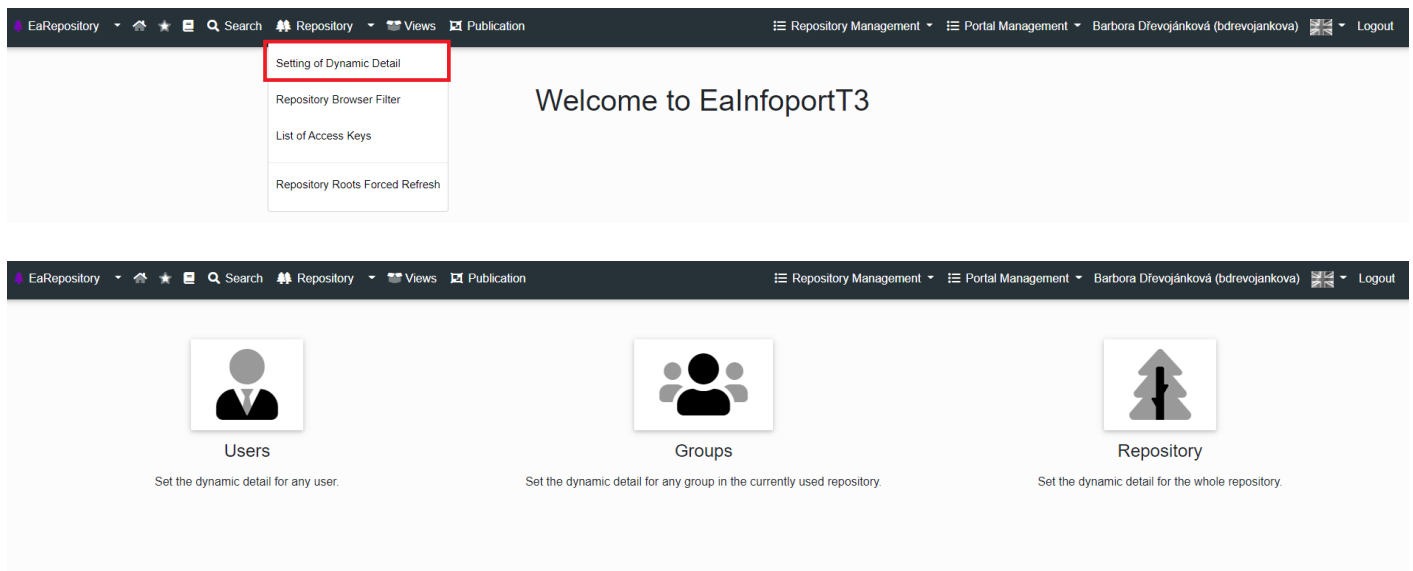 EaRepository Search Repository Views Publication Repository Management Portal Management Barbora Dřevojánková (bdrevojankova) Logout
Setting of Dynamic Detail
Repository Browser Filter
List of Access Keys
Repository Roots Forced Refresh
Welcome to EaInfoportT3
EaRepository Search Repository Views Publication Repository Management Portal Management Barbora Dřevojánková (bdrevojankova) Logout
Users
Set the dynamic detail for any user.
Groups
Set the dynamic detail for any group in the currently used repository.
Repository
Set the dynamic detail for the whole repository.